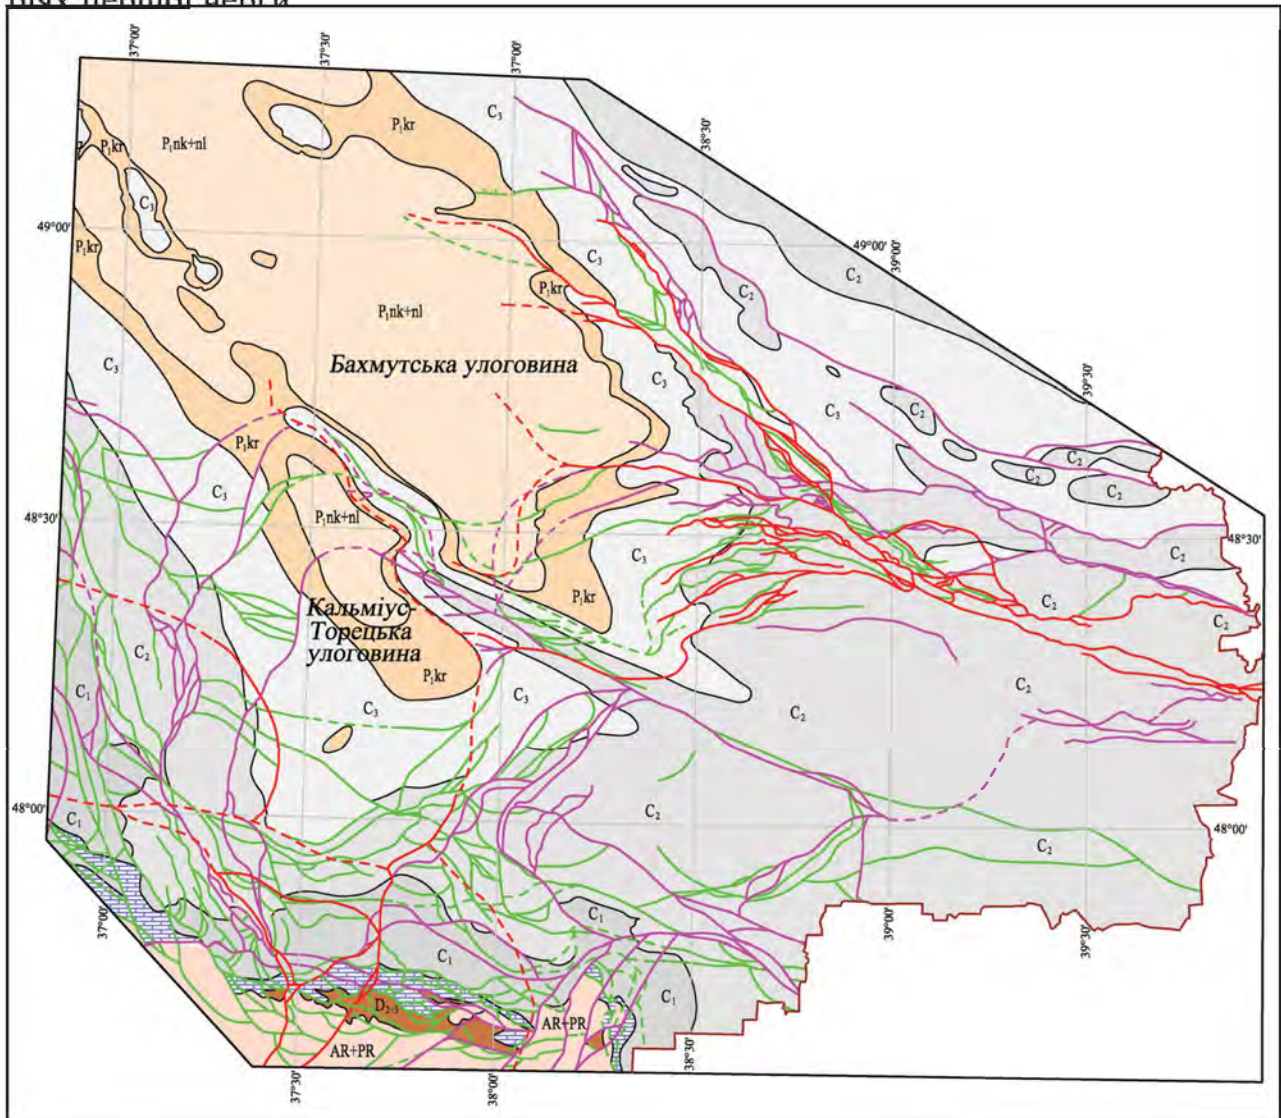 37°00'
37°30'
37°00'
38°30'
C₃
P₁kr
P₁nk+nl
P₁kr
C₃
49°00'
P₁kr
C₃
49°00'
39°00'
C₂
C₂
P₁kr
P₁nk+nl
Бахмутська улоговина
C₃
C₃
39°30'
C₃
C₂
P₁kr
C₂
C₂
C₂
C₃
P₁nk+nl
48°30'
48°30'
C₃
C₂
P₁kr
C₂
C₂
Кальміус-
Торецька
улоговина
C₂
P₁kr
C₁
C₃
C₂
C₃
C₂
48°00'
C₁
C₂
48°00'
C₂
37°00'
C₁
39°00'
39°30'
C₁
C₁
D₂₋₃
AR+PR
AR+PR
38°30'
37°30'
38°00'